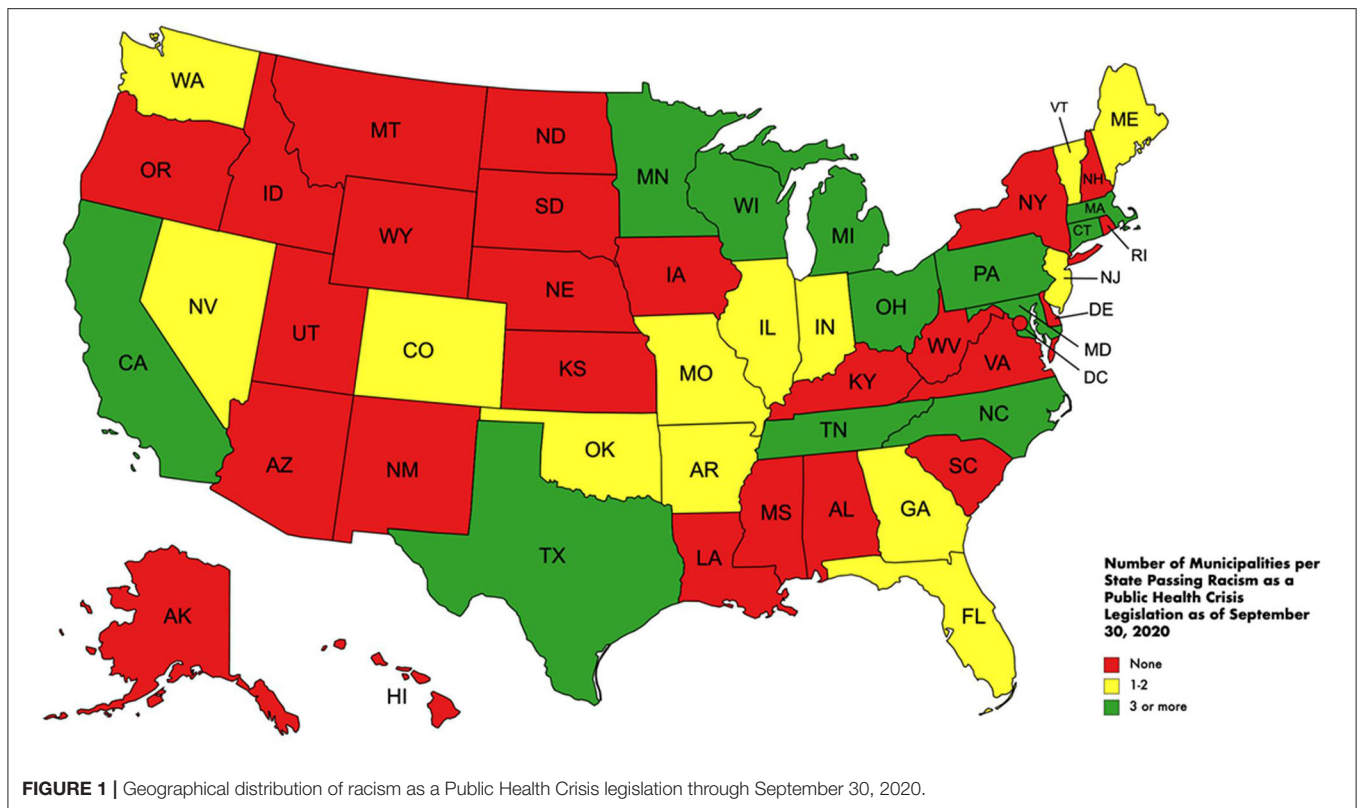 WA
MT
ND
MN
VT
ME
OR
ID
SD
WI
MI
NY
NH
MA
CT
RI
WY
IA
NE
PA
NJ
NV
UT
CO
IL
IN
OH
DE
MD
DC
CA
KS
MO
WV
VA
KY
AZ
NM
OK
AR
TN
NC
SC
MS
AL
GA
TX
LA
FL
AK
HI
Number of Municipalities per
State Passing Racism as a
Public Health Crisis
Legislation as of September
30, 2020
None
1-2
3 or more
FIGURE 1 | Geographical distribution of racism as a Public Health Crisis legislation through September 30, 2020.